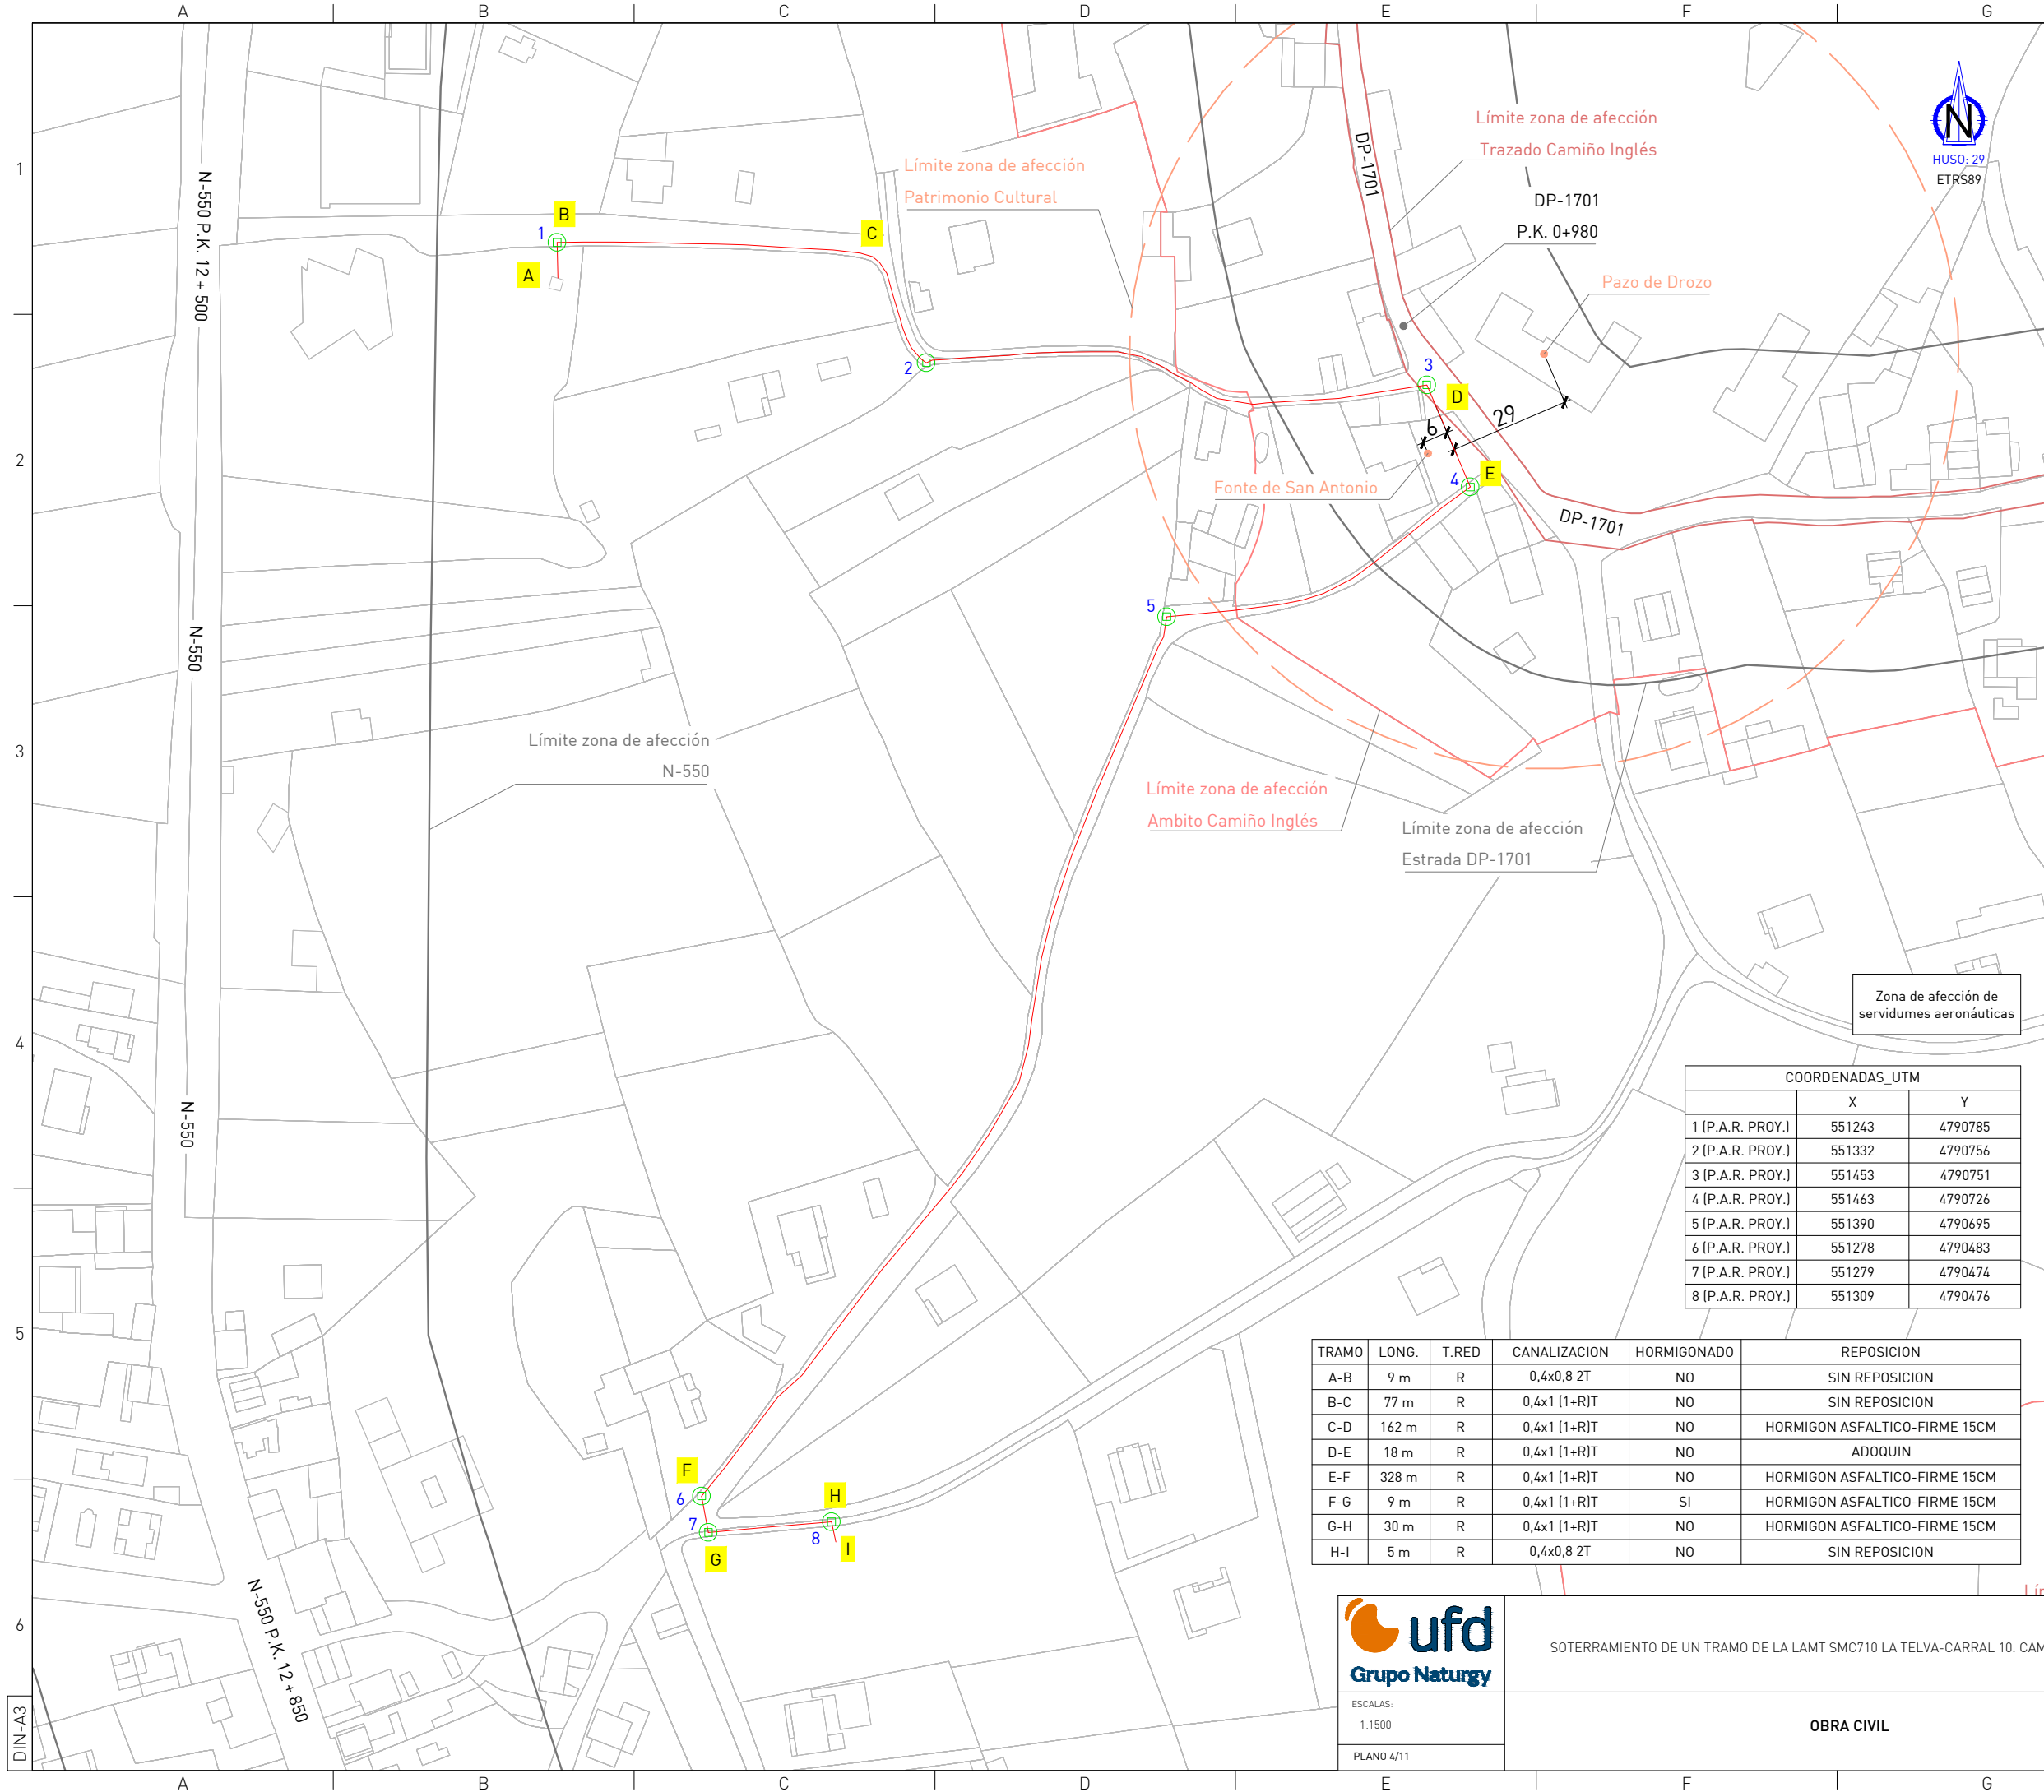 A B C D E F G
1
2
3
4
5
6
N-550 P.K. 12 + 500
N-550
N-550
N-550 P.K. 12 + 850
Límite zona de afección
Patrimonio Cultural
DP-1701
Límite zona de afección
Trazado Camiño Inglés
DP-1701
P.K. 0+980
N
HUSO: 29
ETRS89
Pazo de Drozo
B
1
A
C
2
3
D
6
29
E
4
Fonte de San Antonio
DP-1701
5
Límite zona de afección
N-550
Límite zona de afección
Ambito Camiño Inglés
Límite zona de afección
Estrada DP-1701
Zona de afección de
servidumes aeronáuticas
COORDENADAS_UTM
X Y
1 (P.A.R. PROY.) 551243 4790785
2 (P.A.R. PROY.) 551332 4790756
3 (P.A.R. PROY.) 551453 4790751
4 (P.A.R. PROY.) 551463 4790726
5 (P.A.R. PROY.) 551390 4790695
6 (P.A.R. PROY.) 551278 4790483
7 (P.A.R. PROY.) 551279 4790474
8 (P.A.R. PROY.) 551309 4790476
TRAMO LONG. T.RED CANALIZACION HORMIGONADO REPOSICION
A-B 9 m R 0,4x0,8 2T NO SIN REPOSICION
B-C 77 m R 0,4x1 (1+R)T NO SIN REPOSICION
C-D 162 m R 0,4x1 (1+R)T NO HORMIGON ASFALTICO-FIRME 15CM
D-E 18 m R 0,4x1 (1+R)T NO ADOQUIN
E-F 328 m R 0,4x1 (1+R)T NO HORMIGON ASFALTICO-FIRME 15CM
F-G 9 m R 0,4x1 (1+R)T SI HORMIGON ASFALTICO-FIRME 15CM
G-H 30 m R 0,4x1 (1+R)T NO HORMIGON ASFALTICO-FIRME 15CM
H-I 5 m R 0,4x0,8 2T NO SIN REPOSICION
F
6
7
G
H
8
I
ufd
Grupo Naturgy
SOTERRAMIENTO DE UN TRAMO DE LA LAMT SMC710 LA TELVA-CARRAL 10. CAM
ESCALAS:
1:1500
OBRA CIVIL
PLANO 4/11
DIN-A3
A B C D E F G